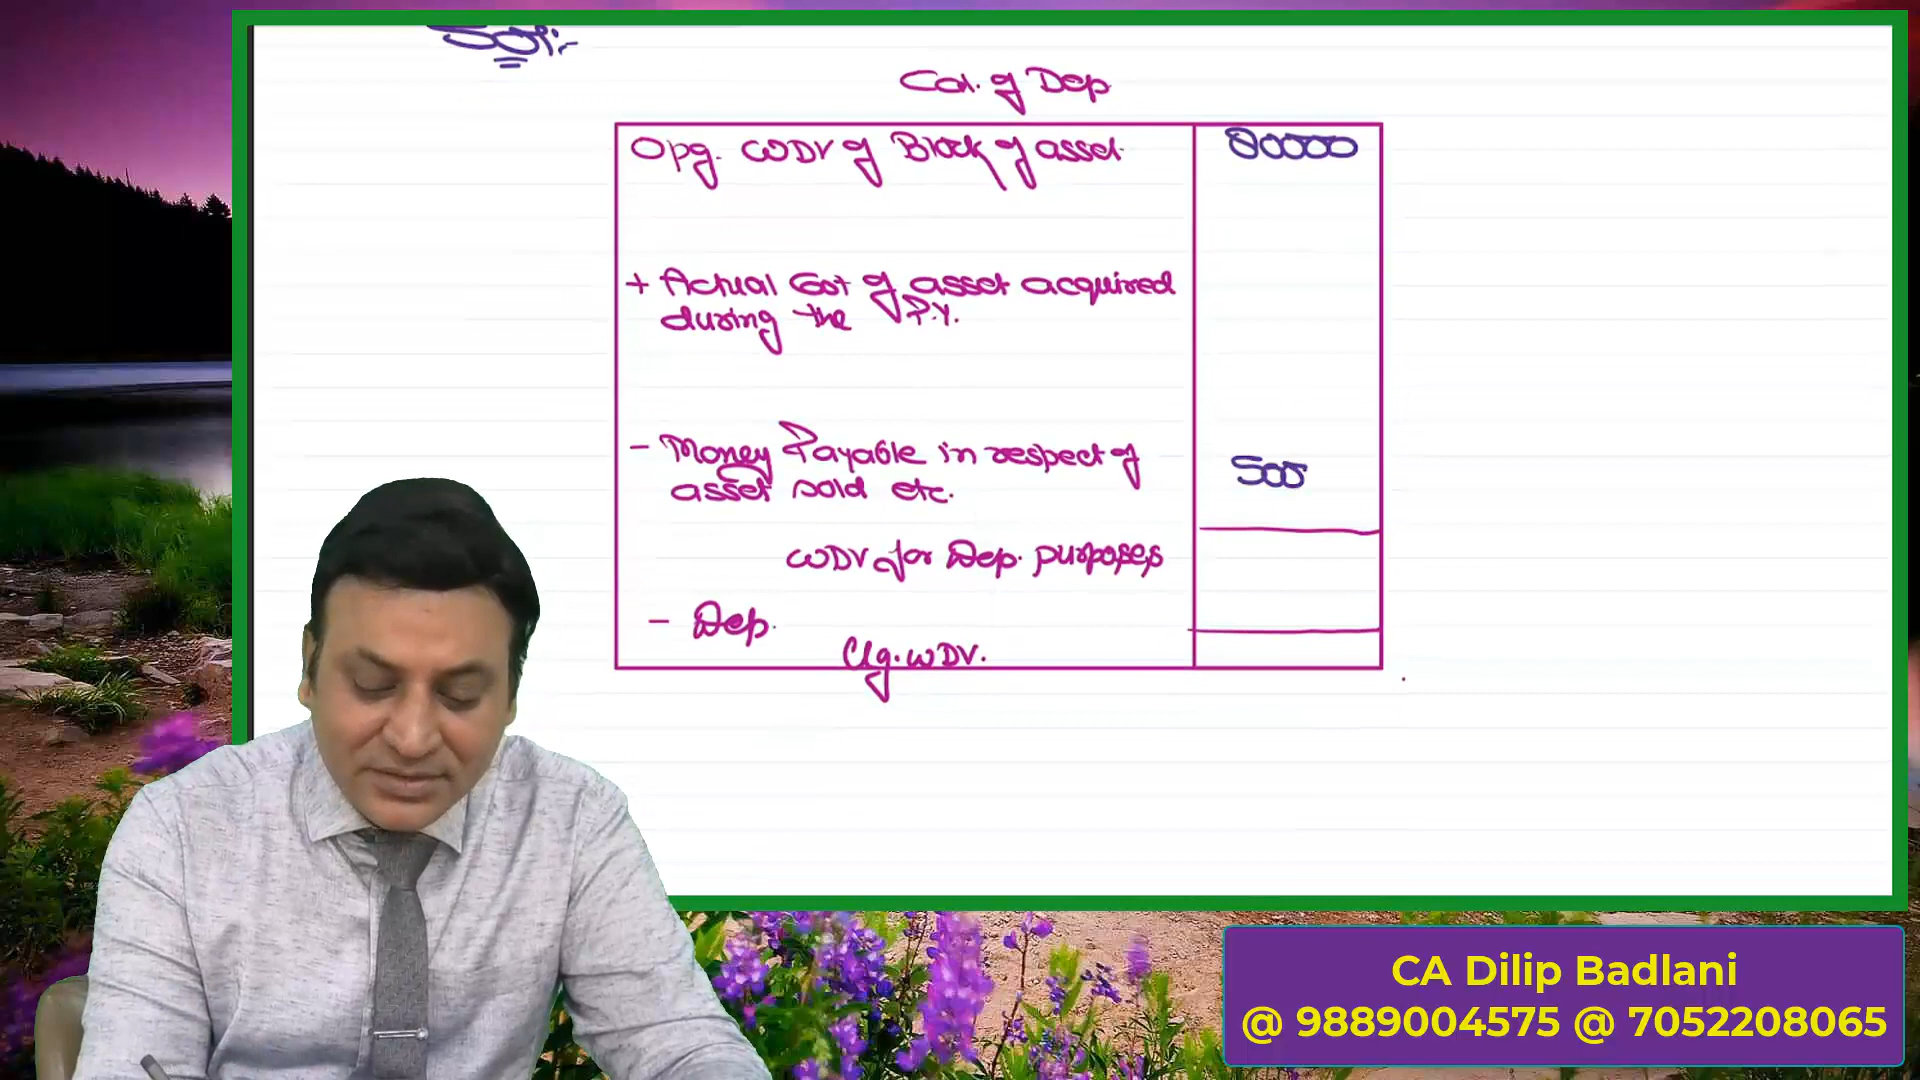 Sol:-
Cal. of Dep
Opg. WDV of Block of asset 80000
+ Actual Cost of asset acquired
during the P.Y.
- Money Payable in respect of
asset sold etc. 500
WDV for Dep. purposes
- Dep.
Clg. WDV.
CA Dilip Badlani
@ 9889004575 @ 7052208065